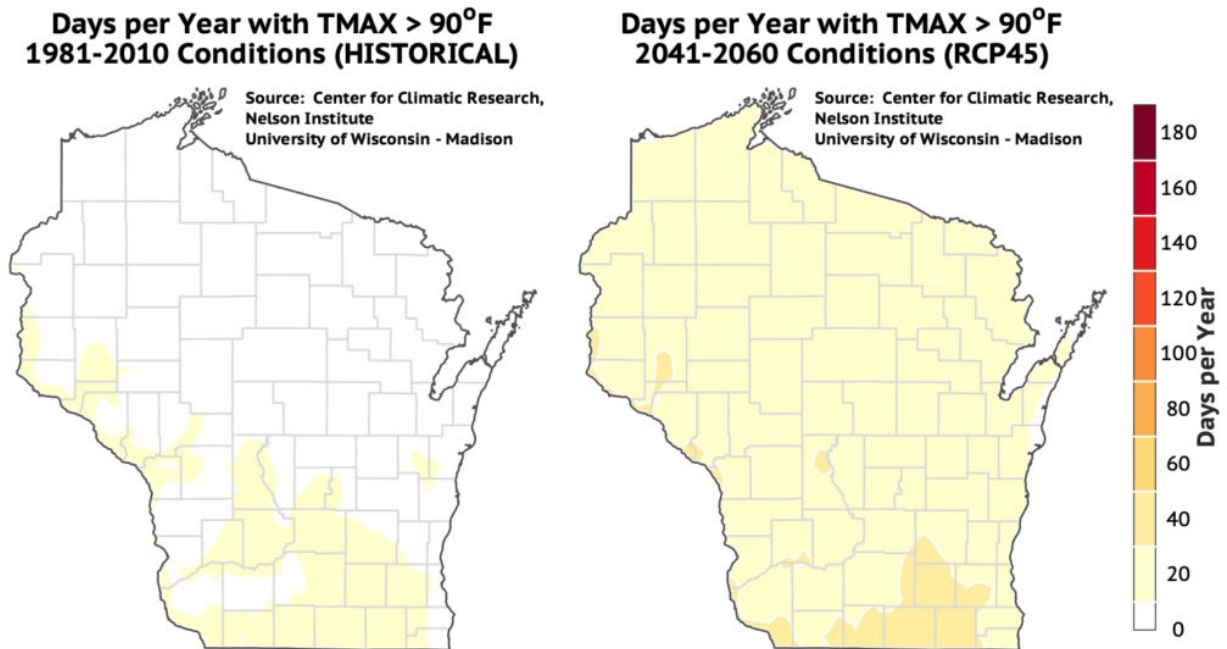 Days per Year with TMAX > 90°F
1981-2010 Conditions (HISTORICAL)
Source: Center for Climatic Research,
Nelson Institute
University of Wisconsin - Madison
Days per Year with TMAX > 90°F
2041-2060 Conditions (RCP45)
Source: Center for Climatic Research,
Nelson Institute
University of Wisconsin - Madison
180
160
140
120
100
80
60
40
20
0
Days per Year